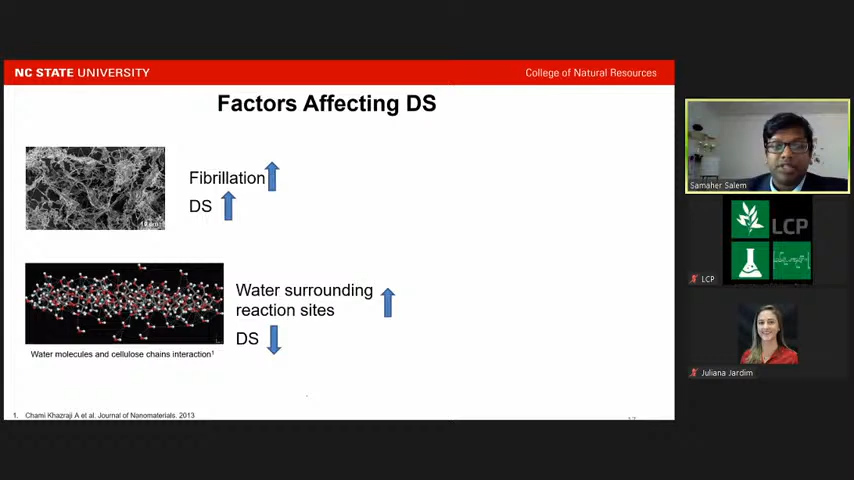 NC STATE UNIVERSITY
College of Natural Resources
Factors Affecting DS
Fibrillation
DS
Water surrounding
reaction sites
DS
Water molecules and cellulose chains interaction¹
1. Chami Khazraji A et al. Journal of Nanomaterials. 2013
Samaher Salem
LCP
LCP
Juliana Jardim